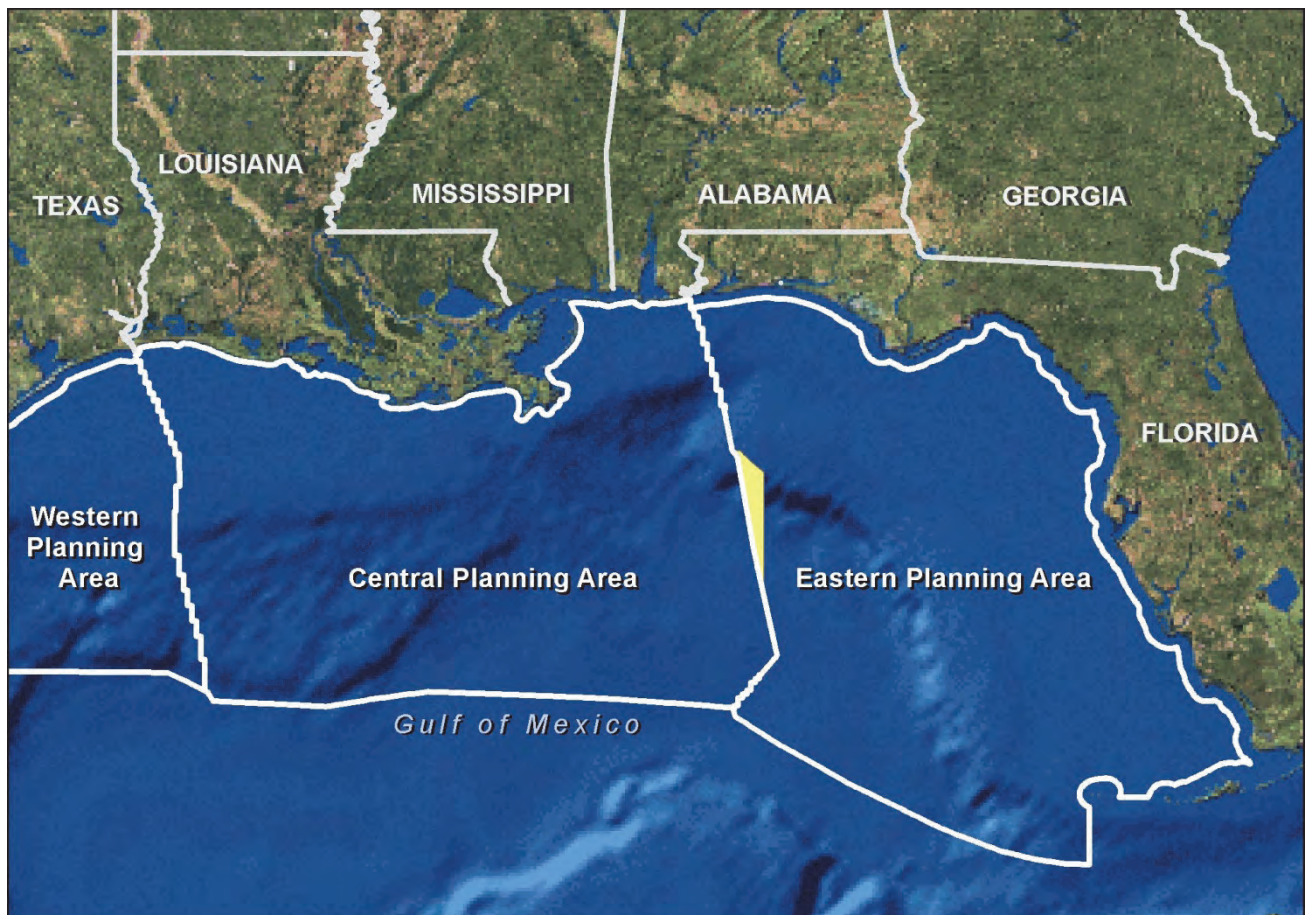 LOUISIANA
TEXAS
MISSISSIPPI
ALABAMA
GEORGIA
FLORIDA
Western
Planning
Area
Central Planning Area
Eastern Planning Area
Gulf of Mexico